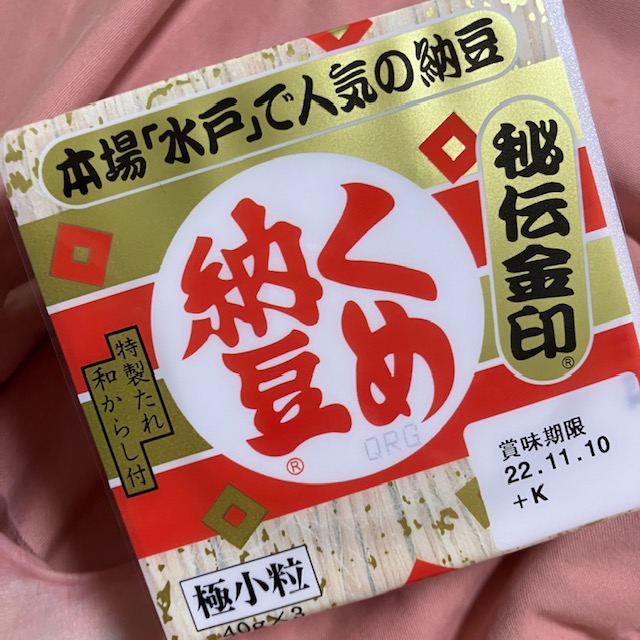 本場「水戸」で人気の納豆
秘伝金印®
くめ
納豆®
特製たれ
和からし付
QRG
賞味期限
22.11.10
+K
極小粒
40g×3